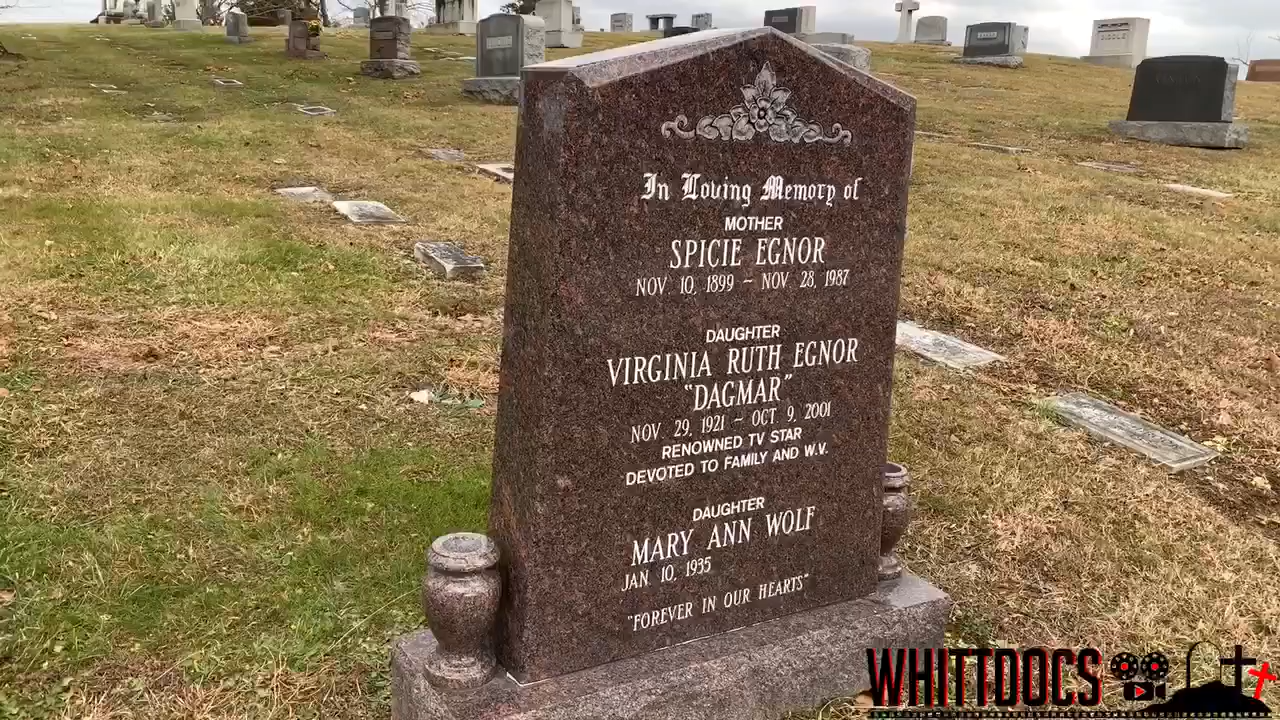 In Loving Memory of
MOTHER
SPICIE EGNOR
NOV. 10, 1899 ~ NOV 28, 1987
DAUGHTER
VIRGINIA RUTH EGNOR
"DAGMAR"
NOV 29, 1921 ~ OCT 9, 2001
RENOWNED TV STAR
DEVOTED TO FAMILY AND W.V.
DAUGHTER
MARY ANN WOLF
JAN 10, 1935
"FOREVER IN OUR HEARTS"
WHITTDOCS